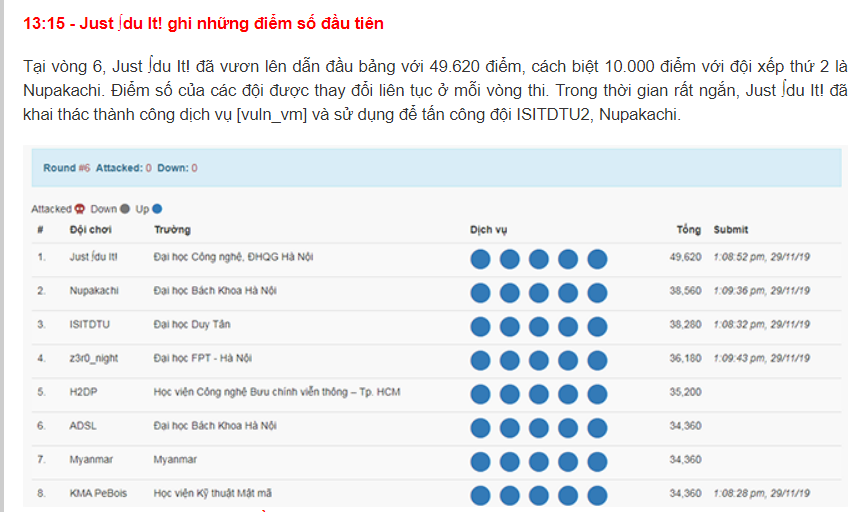 13:15 - Just ∫du It! ghi những điểm số đầu tiên
Tại vòng 6, Just ∫du It! đã vươn lên dẫn đầu bảng với 49.620 điểm, cách biệt 10.000 điểm với đội xếp thứ 2 là
Nupakachi. Điểm số của các đội được thay đổi liên tục ở mỗi vòng thi. Trong thời gian rất ngắn, Just ∫du It! đã
khai thác thành công dịch vụ [vuln_vm] và sử dụng để tấn công đội ISITDTU2, Nupakachi.
Round #6 Attacked: 0 Down: 0
Attacked Down Up
# Đội chơi Trường Dịch vụ Tổng Submit
1. Just ∫du It! Đại học Công nghệ, ĐHQG Hà Nội 49,620 1:08:52 pm, 29/11/19
2. Nupakachi Đại học Bách Khoa Hà Nội 38,560 1:09:36 pm, 29/11/19
3. ISITDTU Đại học Duy Tân 38,280 1:08:32 pm, 29/11/19
4. z3r0_night Đại học FPT - Hà Nội 36,180 1:09:43 pm, 29/11/19
5. H2DP Học viện Công nghệ Bưu chính viễn thông – Tp. HCM 35,200
6. ADSL Đại học Bách Khoa Hà Nội 34,360
7. Myanmar Myanmar 34,360
8. KMA PeBois Học viện Kỹ thuật Mật mã 34,360 1:08:28 pm, 29/11/19